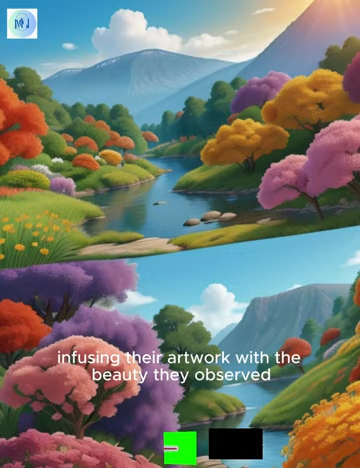 infusing their artwork with the
beauty they observed